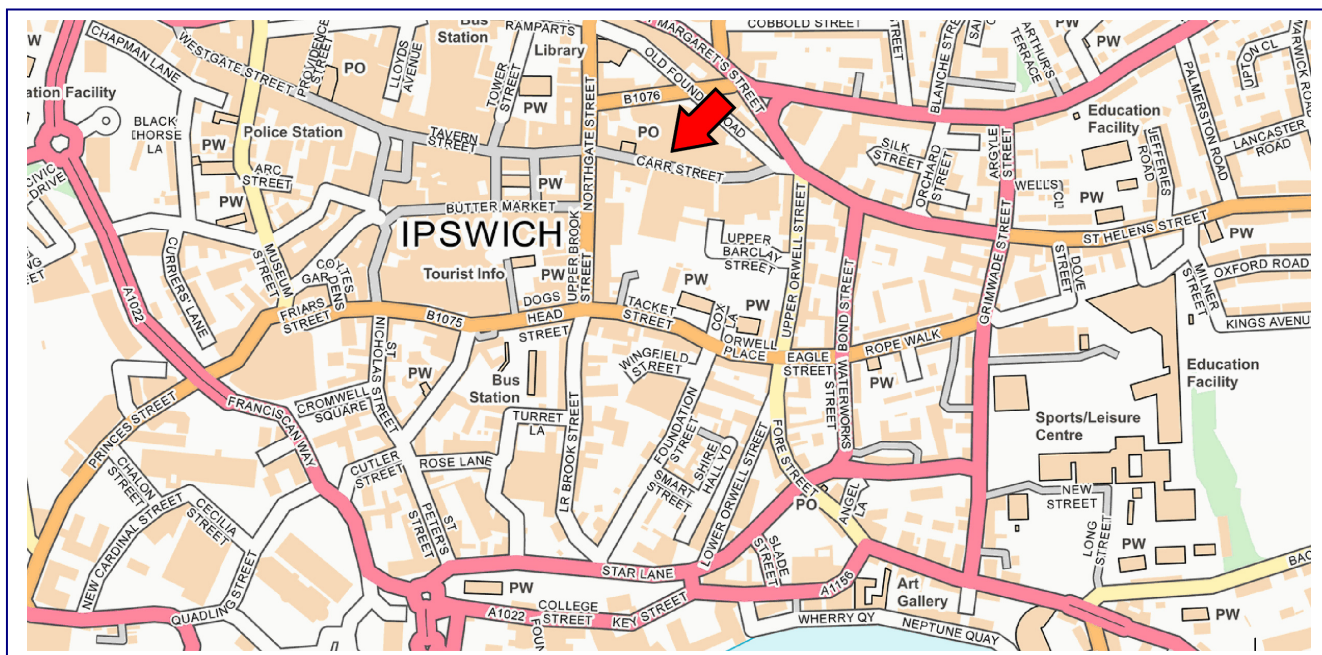 CHAPMAN LANE
WESTGATE STREET
PROVIDENCE
STREET
PO
LLOYDS
AVENUE
Bus
Station
RAMPARTS
Library
TOWER
STREET
PW
B1076
OLD FOUNDRY ROAD
MARGARET'S STREET
COBBOLD STREET
BLANCHE STREET
ARTHUR'S
TERRACE
PW
UPTON CL
WARWICK ROAD
PALMERSTON ROAD
PW
ation Facility
BLACK
HORSE
LA
PW
Police Station
ARC
STREET
PW
TAVERN
STREET
PO
CARR STREET
NORTHGATE STREET
PW
BUTTER MARKET
SILK
STREET
ORCHARD
STREET
ARGYLE
STREET
Education
Facility
JEFFERIES
ROAD
LANCASTER
ROAD
WELL'S
CL
CIVIC
DRIVE
A1022
CURRIERS' LANE
MUSEUM
STREET
IPSWICH
Tourist Info
PW
UPPER BROOK
STREET
UPPER
BARCLAY
STREET
UPPER ORWELL STREET
BOND STREET
GRIMWADE STREET
DOVE
STREET
ST HELENS STREET
PW
MILNER
STREET
OXFORD ROAD
KINGS AVENU
COYTES
GARDENS
FRIARS
STREET
B1075
DOGS
HEAD
STREET
TACKET
STREET
PW
COX
LA
PW
ORWELL
PLACE
EAGLE
STREET
ROPE WALK
PW
WATERWORKS
STREET
Education
Facility
ST
NICHOLAS STREET
PW
Bus
Station
WINGFIELD
STREET
FOUNDATION
STREET
PRINCES STREET
FRANCISCAN WAY
CROMWELL
SQUARE
TURRET
LA
LR BROOK STREET
SHIRE
HALL YD
SMART
STREET
LOWER ORWELL STREET
FORE STREET
Sports/Leisure
Centre
CHALON
STREET
CUTLER
STREET
ROSE LANE
ST
PETER'S
STREET
NEW CARDINAL STREET
CECILIA
STREET
PO
ANGEL
LA
NEW
STREET
LONG
STREET
PW
QUADLING STREET
STAR LANE
PW
SLADE
STREET
A1156
Art
Gallery
A1022
COLLEGE
STREET
KEY STREET
WHERRY QY
NEPTUNE QUAY
PW